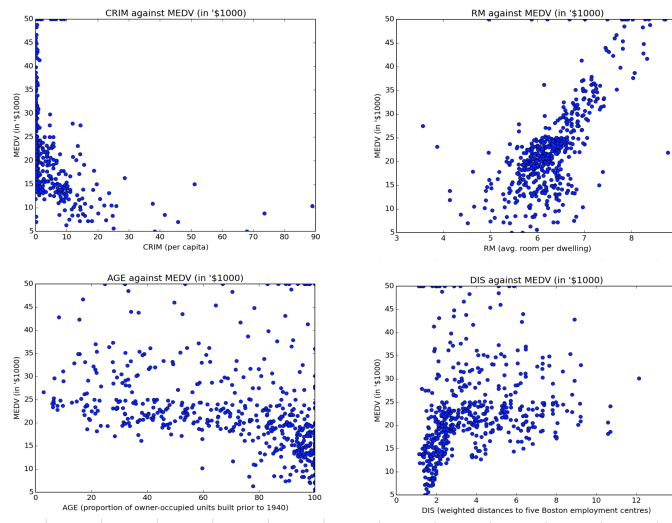 CRIM against MEDV (in '$1000)
MEDV (in '$1000)
50
45
40
35
30
25
20
15
10
5
0 10 20 30 40 50 60 70 80 90
CRIM (per capita)
RM against MEDV (in '$1000)
MEDV (in '$1000)
50
45
40
35
30
25
20
15
10
5
3 4 5 6 7 8
RM (avg. room per dwelling)
AGE against MEDV (in '$1000)
MEDV (in '$1000)
50
45
40
35
30
25
20
15
10
5
0 20 40 60 80 100
AGE (proportion of owner-occupied units built prior to 1940)
DIS against MEDV (in '$1000)
MEDV (in '$1000)
50
45
40
35
30
25
20
15
10
5
0 2 4 6 8 10 12
DIS (weighted distances to five Boston employment centres)